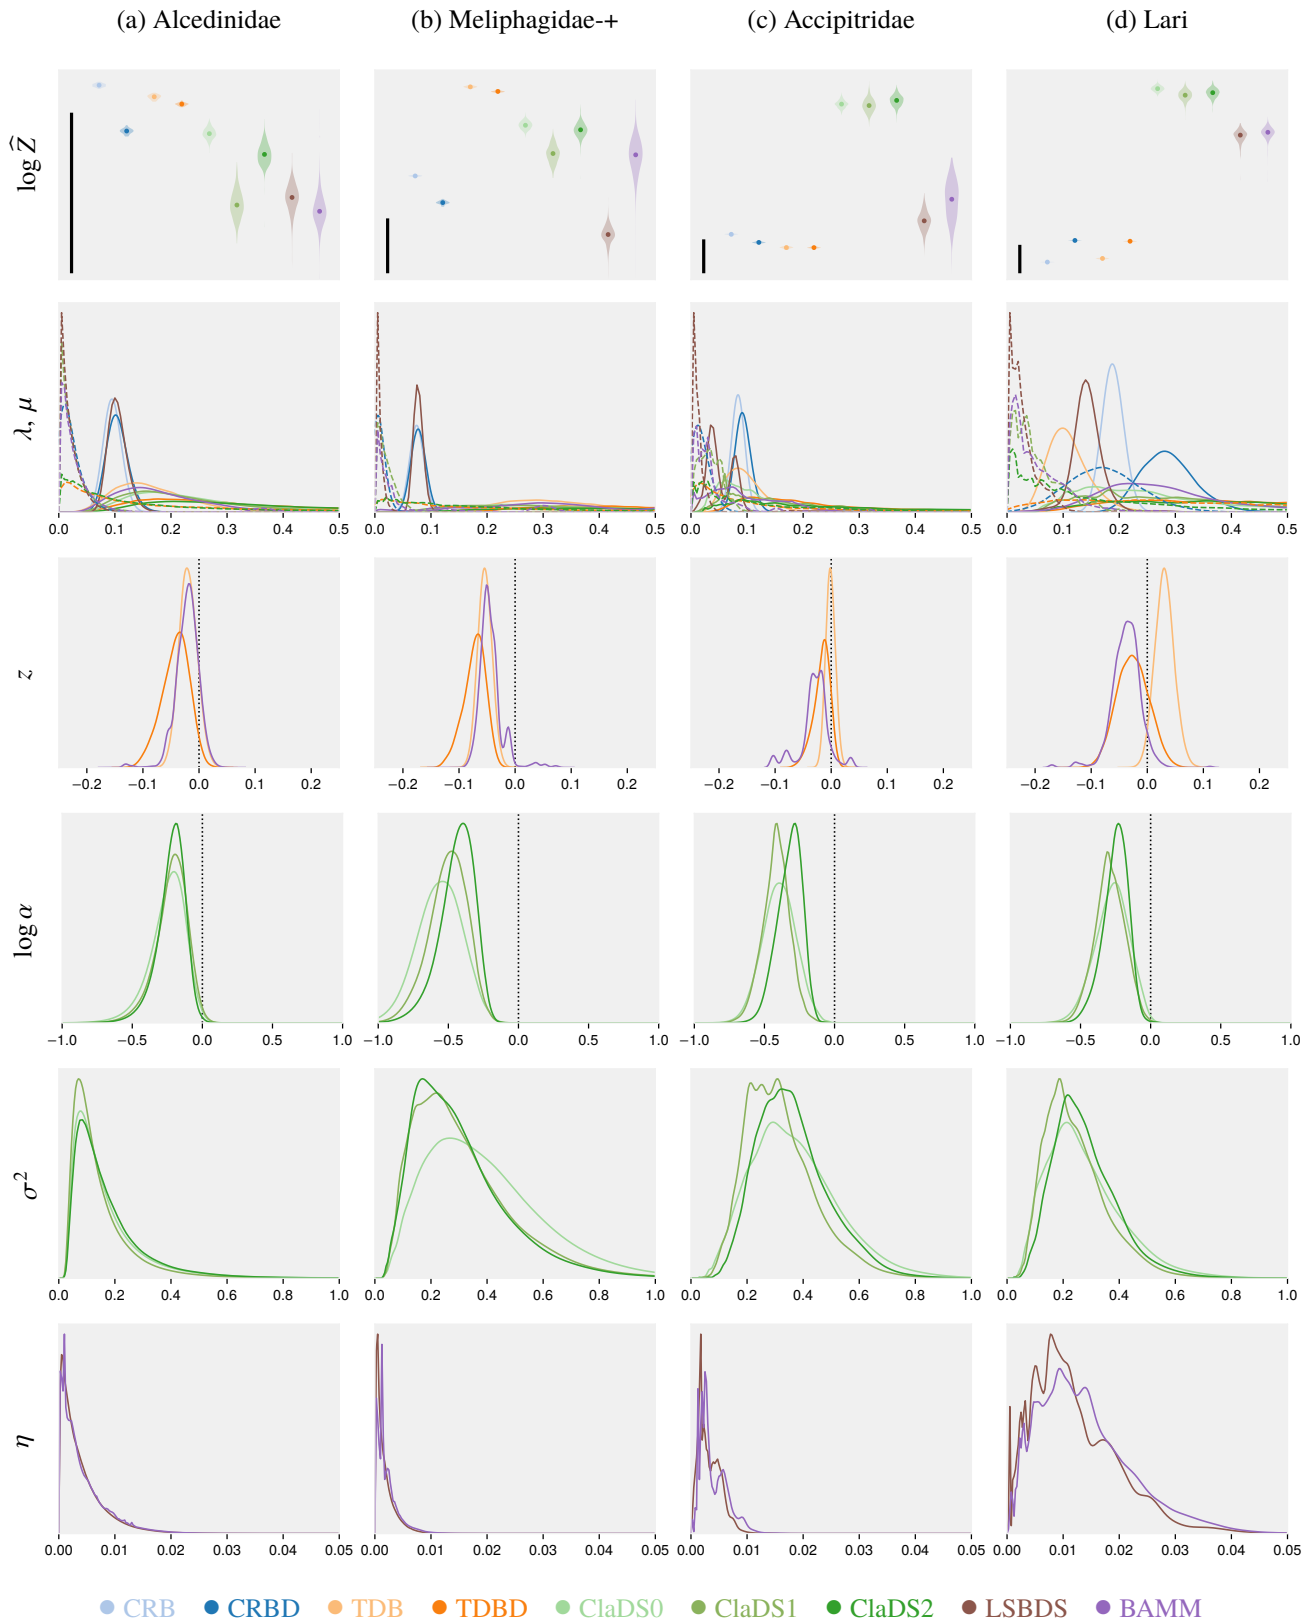 (a) Alcedinidae (b) Meliphagidae-+ (c) Accipitridae (d) Lari
log Ẑ
λ, μ
0.0 0.1 0.2 0.3 0.4 0.5 0.0 0.1 0.2 0.3 0.4 0.5 0.0 0.1 0.2 0.3 0.4 0.5 0.0 0.1 0.2 0.3 0.4 0.5
z
−0.2 −0.1 0.0 0.1 0.2 −0.2 −0.1 0.0 0.1 0.2 −0.2 −0.1 0.0 0.1 0.2 −0.2 −0.1 0.0 0.1 0.2
log α
−1.0 −0.5 0.0 0.5 1.0 −1.0 −0.5 0.0 0.5 1.0 −1.0 −0.5 0.0 0.5 1.0 −1.0 −0.5 0.0 0.5 1.0
σ²
0.0 0.2 0.4 0.6 0.8 1.0 0.0 0.2 0.4 0.6 0.8 1.0 0.0 0.2 0.4 0.6 0.8 1.0 0.0 0.2 0.4 0.6 0.8 1.0
η
0.00 0.01 0.02 0.03 0.04 0.05 0.00 0.01 0.02 0.03 0.04 0.05 0.00 0.01 0.02 0.03 0.04 0.05 0.00 0.01 0.02 0.03 0.04 0.05
CRB CRBD TDB TDBD ClaDS0 ClaDS1 ClaDS2 LSBDS BAMM